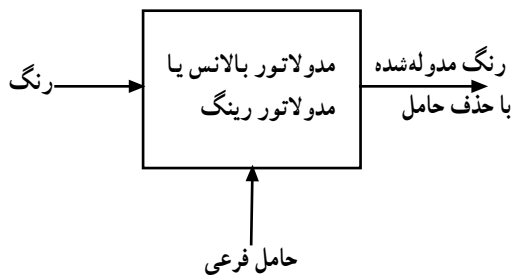 مدولاتور بالانس یا
مدولاتور رینگ
رنگ مدوله‌شده
با حذف حامل
رنگ
حامل فرعی